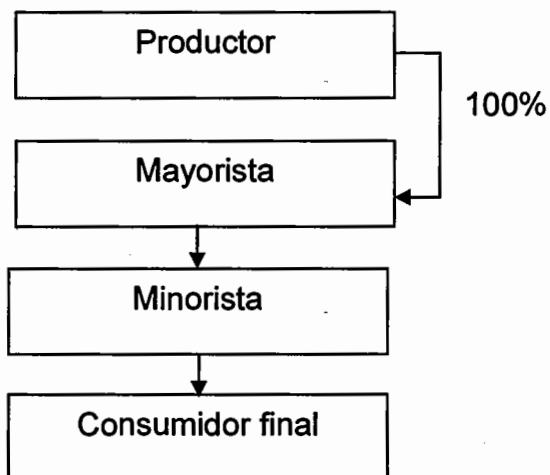 Productor
100%
Mayorista
Minorista
Consumidor final